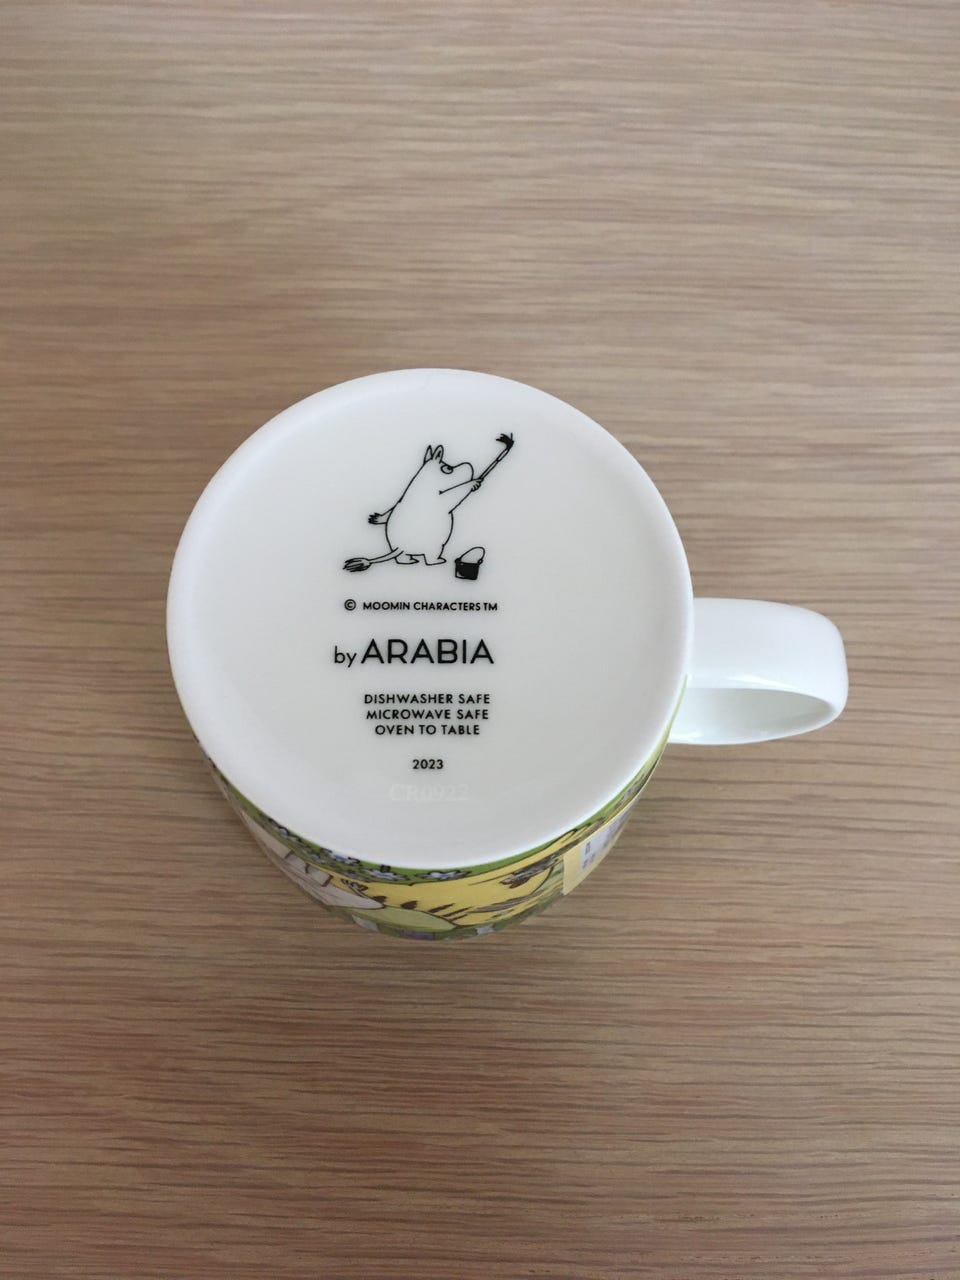 © MOOMIN CHARACTERS TM
by ARABIA
DISHWASHER SAFE
MICROWAVE SAFE
OVEN TO TABLE
2023
CR0922